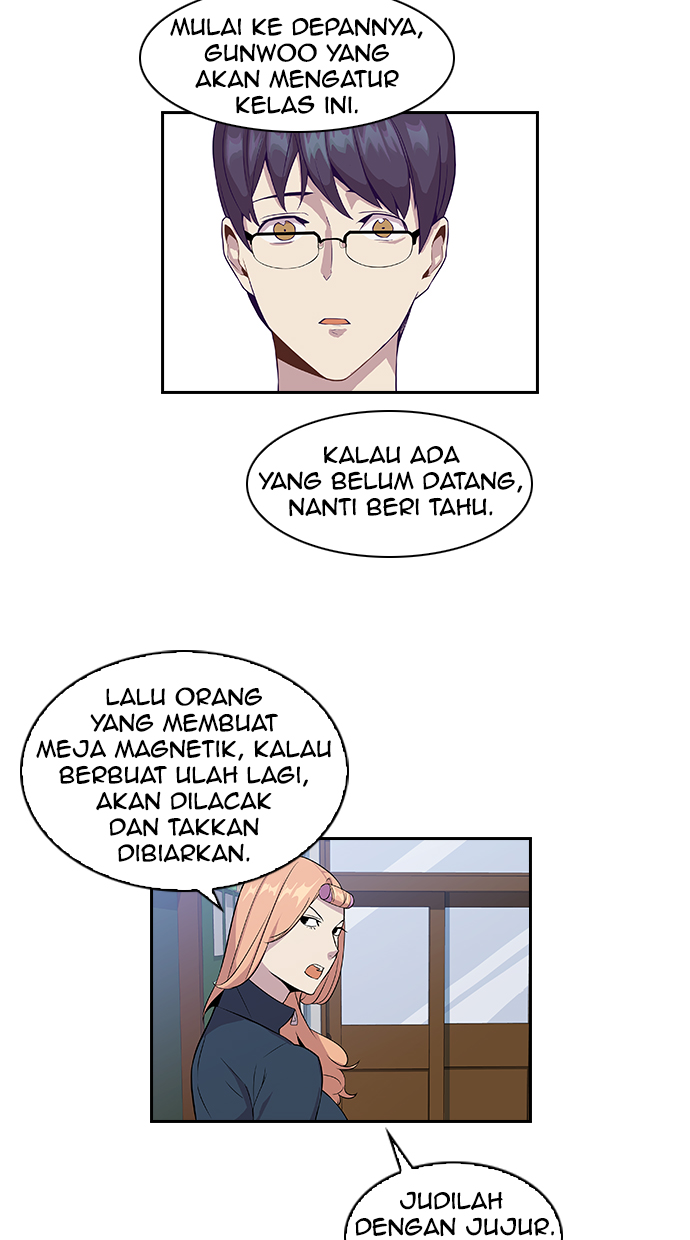 MULAI KE DEPANNYA,
GUNWOO YANG
AKAN MENGATUR
KELAS INI.
KALAU ADA
YANG BELUM DATANG,
NANTI BERI TAHU.
LALU ORANG
YANG MEMBUAT
MEJA MAGNETIK, KALAU
BERBUAT ULAH LAGI,
AKAN DILACAK
DAN TAKKAN
DIBIARKAN.
JUDILAH
DENGAN JUJUR.